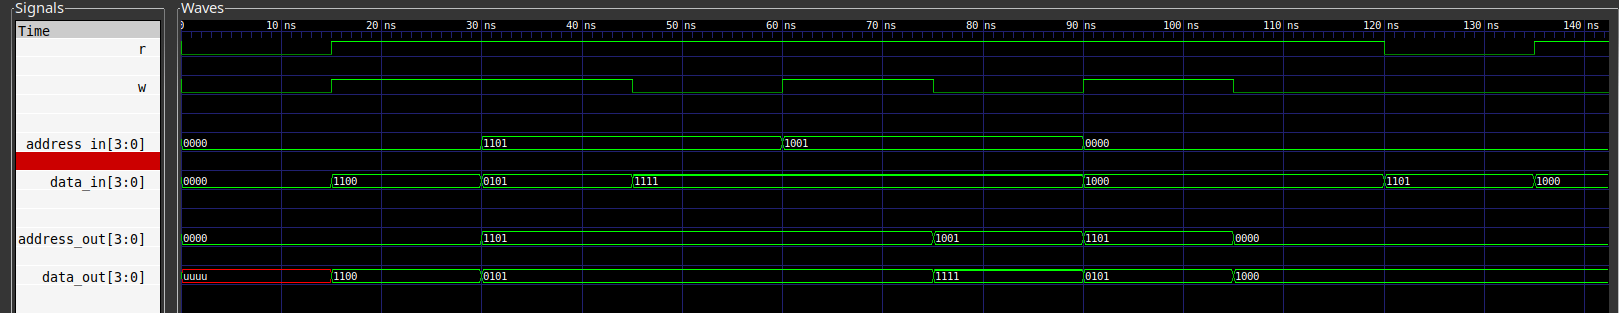 Signals
Waves
Time
0 10 ns 20 ns 30 ns 40 ns 50 ns 60 ns 70 ns 80 ns 90 ns 100 ns 110 ns 120 ns 130 ns 140 ns
r
w
address_in[3:0] 0000 1101 1001 0000
data_in[3:0] 0000 1100 0101 1111 1000 1101 1000
address_out[3:0] 0000 1101 1001 1101 0000
data_out[3:0] uuuu 1100 0101 1111 0101 1000